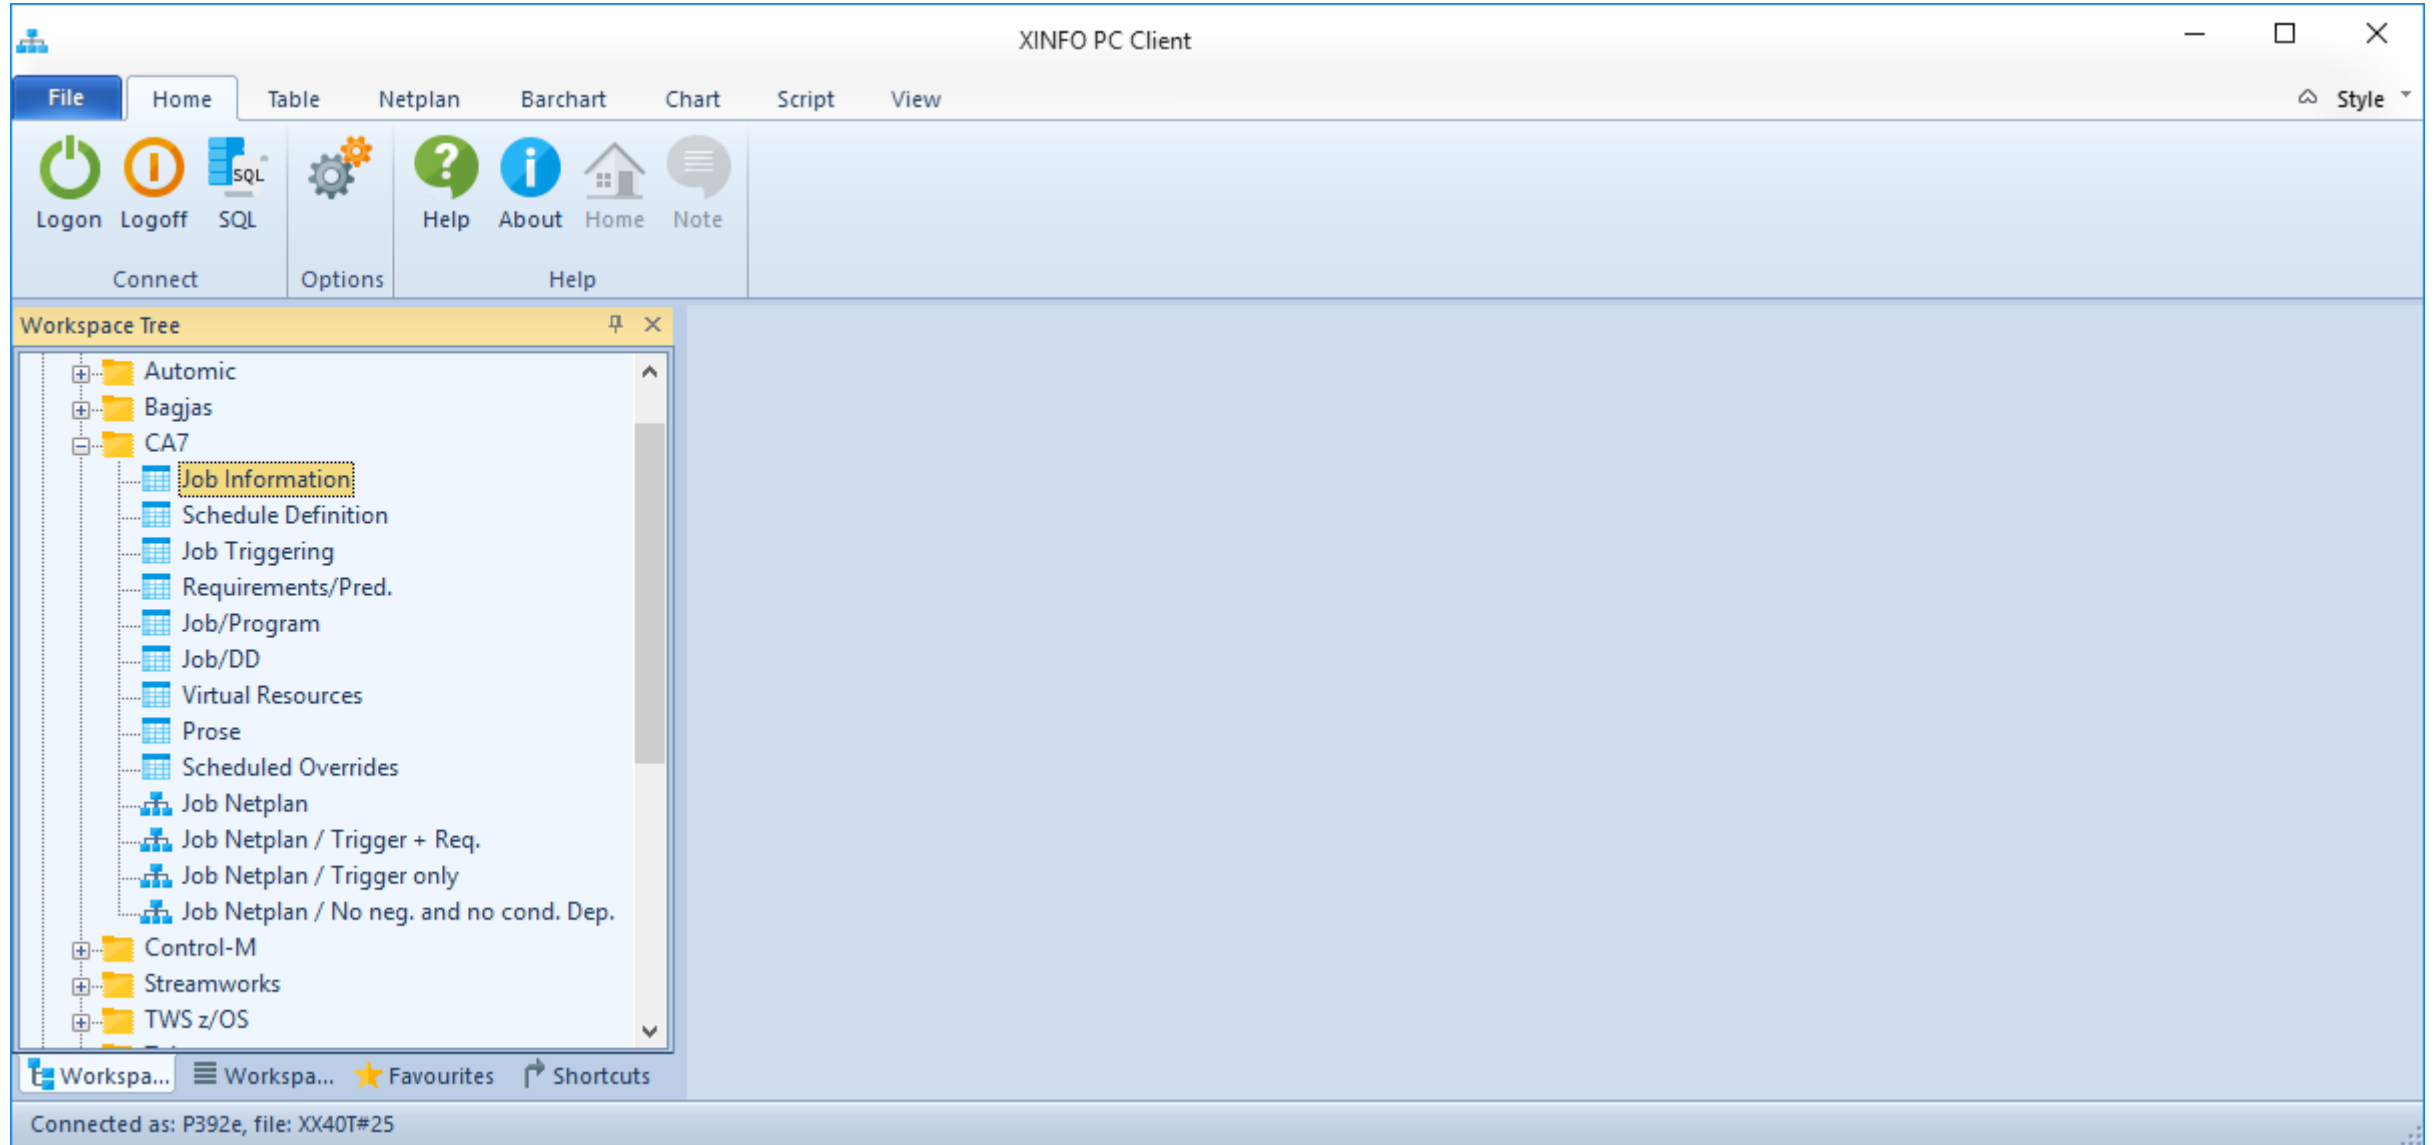 XINFO PC Client
File Home Table Netplan Barchart Chart Script View Style
SQL
Logon Logoff SQL Help About Home Note
Connect Options Help
Workspace Tree
Automic
Bagjas
CA7
Job Information
Schedule Definition
Job Triggering
Requirements/Pred.
Job/Program
Job/DD
Virtual Resources
Prose
Scheduled Overrides
Job Netplan
Job Netplan / Trigger + Req.
Job Netplan / Trigger only
Job Netplan / No neg. and no cond. Dep.
Control-M
Streamworks
TWS z/OS
Workspa... Workspa... Favourites Shortcuts
Connected as: P392e, file: XX40T#25